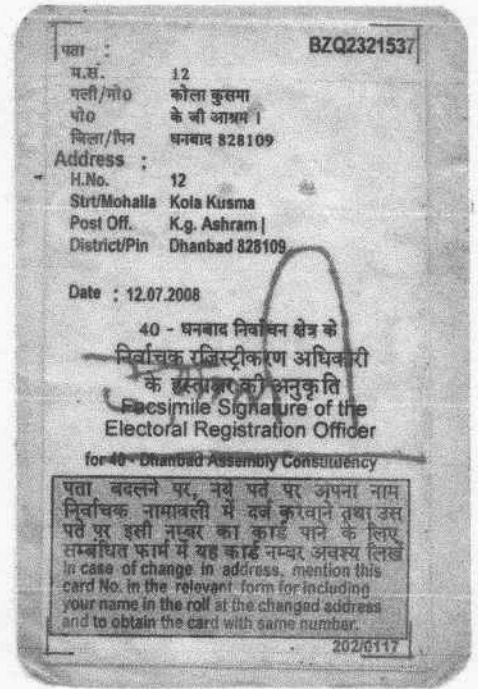 पता :
BZQ2321537
म.सं. 12
गली/मो0 कोला कुसमा
पो0 के जी आश्रम ।
जिला/पिन धनबाद 828109
Address :
H.No. 12
Strt/Mohalla Kola Kusma
Post Off. K.g. Ashram |
District/Pin Dhanbad 828109
Date : 12.07.2008
40 - धनबाद निर्वाचन क्षेत्र के
निर्वाचक रजिस्ट्रीकरण अधिकारी
के हस्ताक्षर की अनुकृति
Facsimile Signature of the
Electoral Registration Officer
for 40 - Dhanbad Assembly Constutuency
पता बदलने पर, नये पते पर अपना नाम
निर्वाचक नामावली में दर्ज करवाने तथा उस
पते पर इसी नम्बर का कार्ड पाने के लिए
सम्बंधित फार्म में यह कार्ड नम्बर अवश्य लिखें
In case of change in address, mention this
card No. in the relevant form for including
your name in the roll at the changed address
and to obtain the card with same number.
202/0117